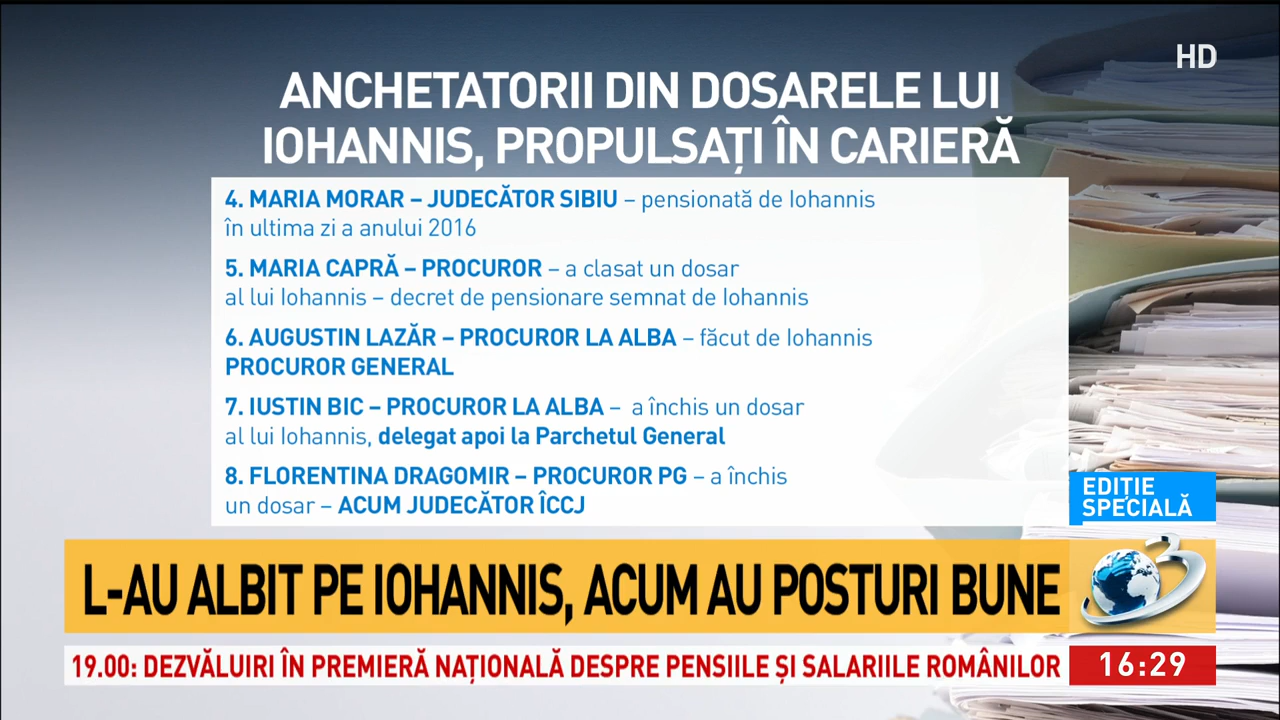 HD
ANCHETATORII DIN DOSARELE LUI
IOHANNIS, PROPULSAȚI ÎN CARIERĂ
4. MARIA MORAR – JUDECĂTOR SIBIU – pensionată de Iohannis
în ultima zi a anului 2016
5. MARIA CAPRĂ – PROCUROR – a clasat un dosar
al lui Iohannis – decret de pensionare semnat de Iohannis
6. AUGUSTIN LAZĂR – PROCUROR LA ALBA – făcut de Iohannis
PROCUROR GENERAL
7. IUSTIN BIC – PROCUROR LA ALBA – a închis un dosar
al lui Iohannis, delegat apoi la Parchetul General
8. FLORENTINA DRAGOMIR – PROCUROR PG – a închis
un dosar – ACUM JUDECĂTOR ÎCCJ
EDIȚIE
SPECIALĂ
L-AU ALBIT PE IOHANNIS, ACUM AU POSTURI BUNE
3
19.00: DEZVĂLUIRI ÎN PREMIERĂ NAȚIONALĂ DESPRE PENSIILE ȘI SALARIILE ROMÂNILOR
16:29